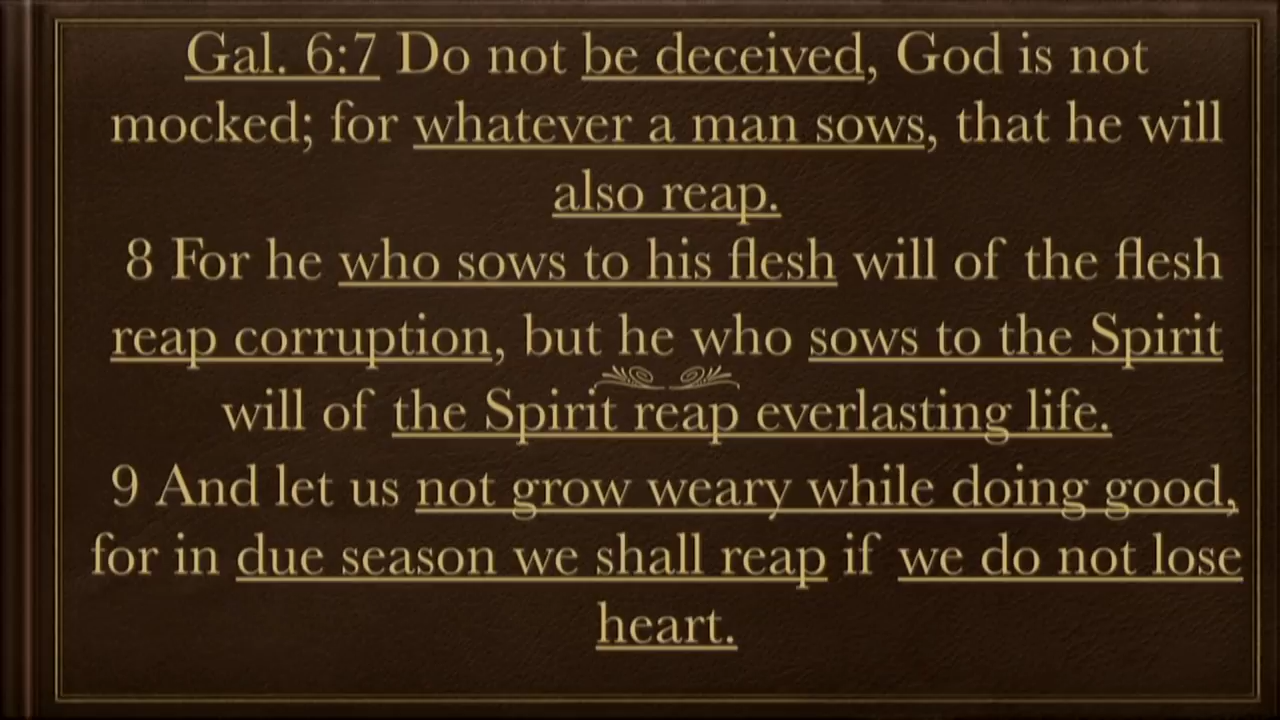 Gal. 6:7 Do not be deceived, God is not
mocked; for whatever a man sows, that he will
also reap.
8 For he who sows to his flesh will of the flesh
reap corruption, but he who sows to the Spirit
will of the Spirit reap everlasting life.
9 And let us not grow weary while doing good,
for in due season we shall reap if we do not lose
heart.